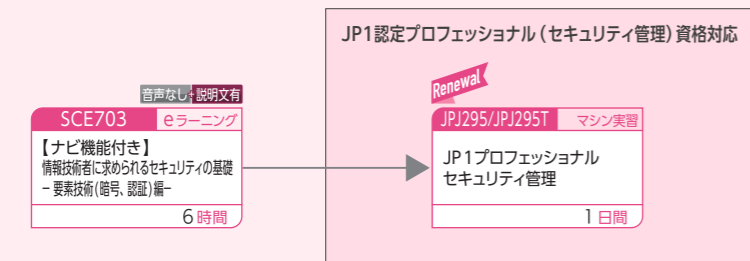 JP1認定プロフェッショナル（セキュリティ管理）資格対応
音声なし+説明文有
SCE703 eラーニング
【ナビ機能付き】
情報技術者に求められるセキュリティの基礎
－要素技術(暗号、認証)編－
6時間
Renewal
JPJ295/JPJ295T マシン実習
JP1プロフェッショナル
セキュリティ管理
1日間